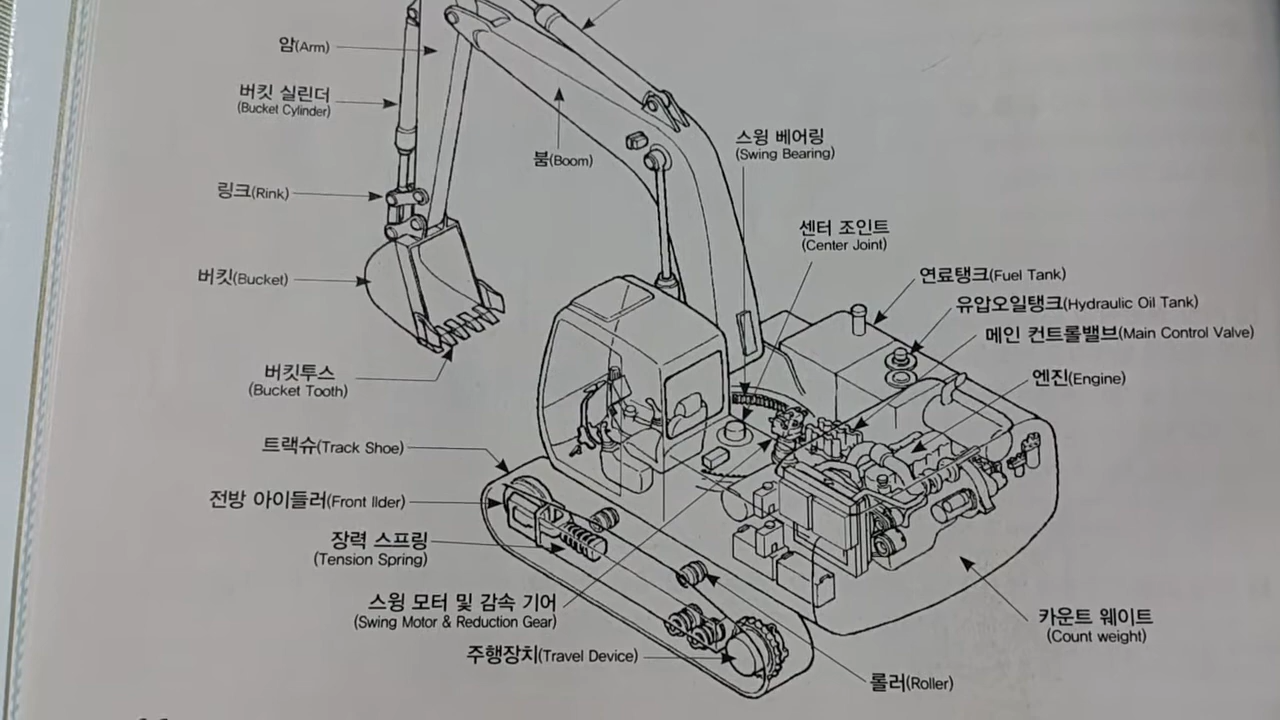 암(Arm)
버킷 실린더
(Bucket Cylinder)
붐(Boom)
스윙 베어링
(Swing Bearing)
링크(Rink)
센터 조인트
(Center Joint)
버킷(Bucket)
연료탱크(Fuel Tank)
유압오일탱크(Hydraulic Oil Tank)
메인 컨트롤밸브(Main Control Valve)
버킷투스
(Bucket Tooth)
엔진(Engine)
트랙슈(Track Shoe)
전방 아이들러(Front Ilder)
장력 스프링
(Tension Spring)
스윙 모터 및 감속 기어
(Swing Motor & Reduction Gear)
카운트 웨이트
(Count weight)
주행장치(Travel Device)
롤러(Roller)